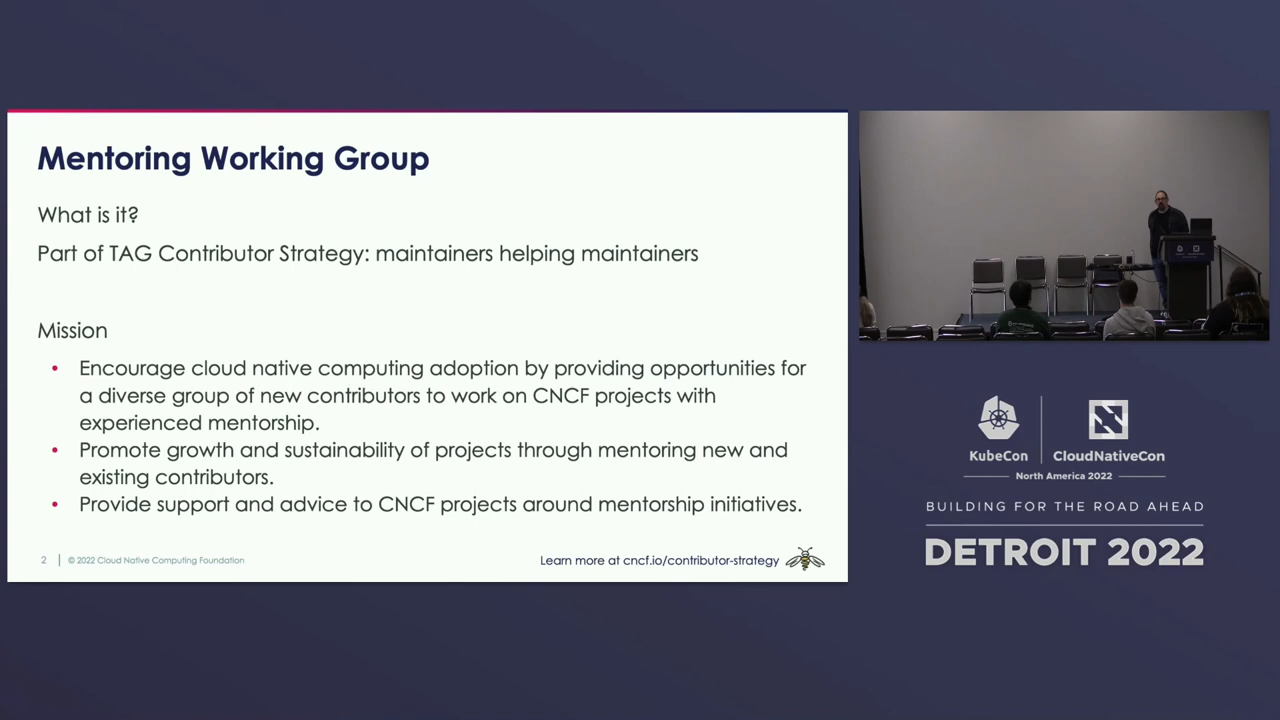 Mentoring Working Group
What is it?
Part of TAG Contributor Strategy: maintainers helping maintainers
Mission
• Encourage cloud native computing adoption by providing opportunities for
a diverse group of new contributors to work on CNCF projects with
experienced mentorship.
• Promote growth and sustainability of projects through mentoring new and
existing contributors.
• Provide support and advice to CNCF projects around mentorship initiatives.
2 | © 2022 Cloud Native Computing Foundation
Learn more at cncf.io/contributor-strategy
KubeCon | CloudNativeCon
North America 2022
BUILDING FOR THE ROAD AHEAD
DETROIT 2022